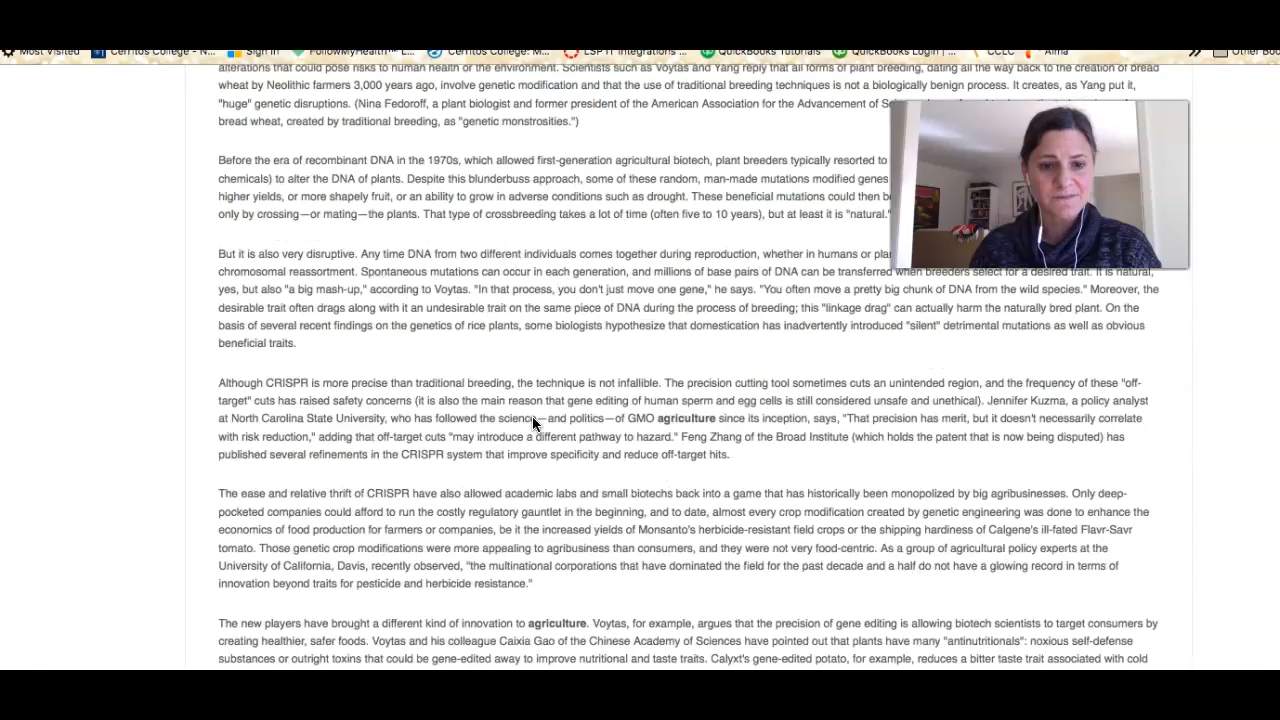 Most Visited Cerritos College - N... Sign In FollowMyHealth™ L... Cerritos College: M... LSP IT Integrations ... QuickBooks Tutorials QuickBooks Login | ... CCLC Alma Other Boo
alterations that could pose risks to human health or the environment. Scientists such as Voytas and Yang reply that all forms of plant breeding, dating all the way back to the creation of bread
wheat by Neolithic farmers 3,000 years ago, involve genetic modification and that the use of traditional breeding techniques is not a biologically benign process. It creates, as Yang put it,
"huge" genetic disruptions. (Nina Fedoroff, a plant biologist and former president of the American Association for the Advancement of
bread wheat, created by traditional breeding, as "genetic monstrosities.")
Before the era of recombinant DNA in the 1970s, which allowed first-generation agricultural biotech, plant breeders typically resorted to
chemicals) to alter the DNA of plants. Despite this blunderbuss approach, some of these random, man-made mutations modified genes
higher yields, or more shapely fruit, or an ability to grow in adverse conditions such as drought. These beneficial mutations could then
only by crossing—or mating—the plants. That type of crossbreeding takes a lot of time (often five to 10 years), but at least it is "natural."
But it is also very disruptive. Any time DNA from two different individuals comes together during reproduction, whether in humans or
chromosomal reassortment. Spontaneous mutations can occur in each generation, and millions of base pairs of DNA can be transferred when breeders select for a desired trait. It is natural,
yes, but also "a big mash-up," according to Voytas. "In that process, you don't just move one gene," he says. "You often move a pretty big chunk of DNA from the wild species." Moreover, the
desirable trait often drags along with it an undesirable trait on the same piece of DNA during the process of breeding; this "linkage drag" can actually harm the naturally bred plant. On the
basis of several recent findings on the genetics of rice plants, some biologists hypothesize that domestication has inadvertently introduced "silent" detrimental mutations as well as obvious
beneficial traits.
Although CRISPR is more precise than traditional breeding, the technique is not infallible. The precision cutting tool sometimes cuts an unintended region, and the frequency of these "off-
target" cuts has raised safety concerns (it is also the main reason that gene editing of human sperm and egg cells is still considered unsafe and unethical). Jennifer Kuzma, a policy analyst
at North Carolina State University, who has followed the science—and politics—of GMO agriculture since its inception, says, "That precision has merit, but it doesn't necessarily correlate
with risk reduction," adding that off-target cuts "may introduce a different pathway to hazard." Feng Zhang of the Broad Institute (which holds the patent that is now being disputed) has
published several refinements in the CRISPR system that improve specificity and reduce off-target hits.
The ease and relative thrift of CRISPR have also allowed academic labs and small biotechs back into a game that has historically been monopolized by big agribusinesses. Only deep-
pocketed companies could afford to run the costly regulatory gauntlet in the beginning, and to date, almost every crop modification created by genetic engineering was done to enhance the
economics of food production for farmers or companies, be it the increased yields of Monsanto's herbicide-resistant field crops or the shipping hardiness of Calgene's ill-fated Flavr-Savr
tomato. Those genetic crop modifications were more appealing to agribusiness than consumers, and they were not very food-centric. As a group of agricultural policy experts at the
University of California, Davis, recently observed, "the multinational corporations that have dominated the field for the past decade and a half do not have a glowing record in terms of
innovation beyond traits for pesticide and herbicide resistance."
The new players have brought a different kind of innovation to agriculture. Voytas, for example, argues that the precision of gene editing is allowing biotech scientists to target consumers by
creating healthier, safer foods. Voytas and his colleague Caixia Gao of the Chinese Academy of Sciences have pointed out that plants have many "antinutritionals": noxious self-defense
substances or outright toxins that could be gene-edited away to improve nutritional and taste traits. Calyxt's gene-edited potato, for example, reduces a bitter taste trait associated with cold